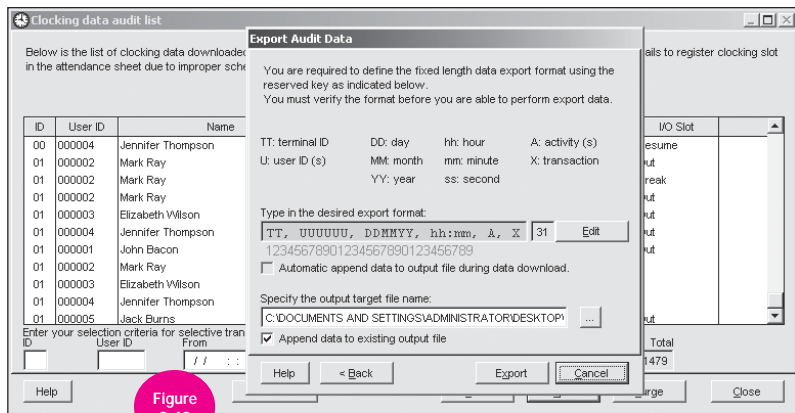 Clocking data audit list
Below is the list of clocking data downloaded
ails to register clocking slot
in the attendance sheet due to improper sche
ID User ID Name I/O Slot
00 000004 Jennifer Thompson esume
01 000002 Mark Ray ut
01 000002 Mark Ray reak
01 000002 Mark Ray ut
01 000003 Elizabeth Wilson ut
01 000004 Jennifer Thompson ut
01 000001 John Bacon ut
01 000002 Mark Ray
01 000003 Elizabeth Wilson
01 000004 Jennifer Thompson
01 000005 Jack Burns ut
Enter your selection criteria for selective tran
ID User ID From Total
/ / : : 1479
Help urge Close
Export Audit Data
You are required to define the fixed length data export format using the
reserved key as indicated below.
You must verify the format before you are able to perform export data.
TT: terminal ID DD: day hh: hour A: activity (s)
U: user ID (s) MM: month mm: minute X: transaction
YY: year ss: second
Type in the desired export format:
TT, UUUUUU, DDMMYY, hh:mm, A, X 31 Edit
12345678901234567890123456789
Automatic append data to output file during data download.
Specify the output target file name:
C:\DOCUMENTS AND SETTINGS\ADMINISTRATOR\DESKTOP\ ...
Append data to existing output file
Help < Back Export Cancel
Figure